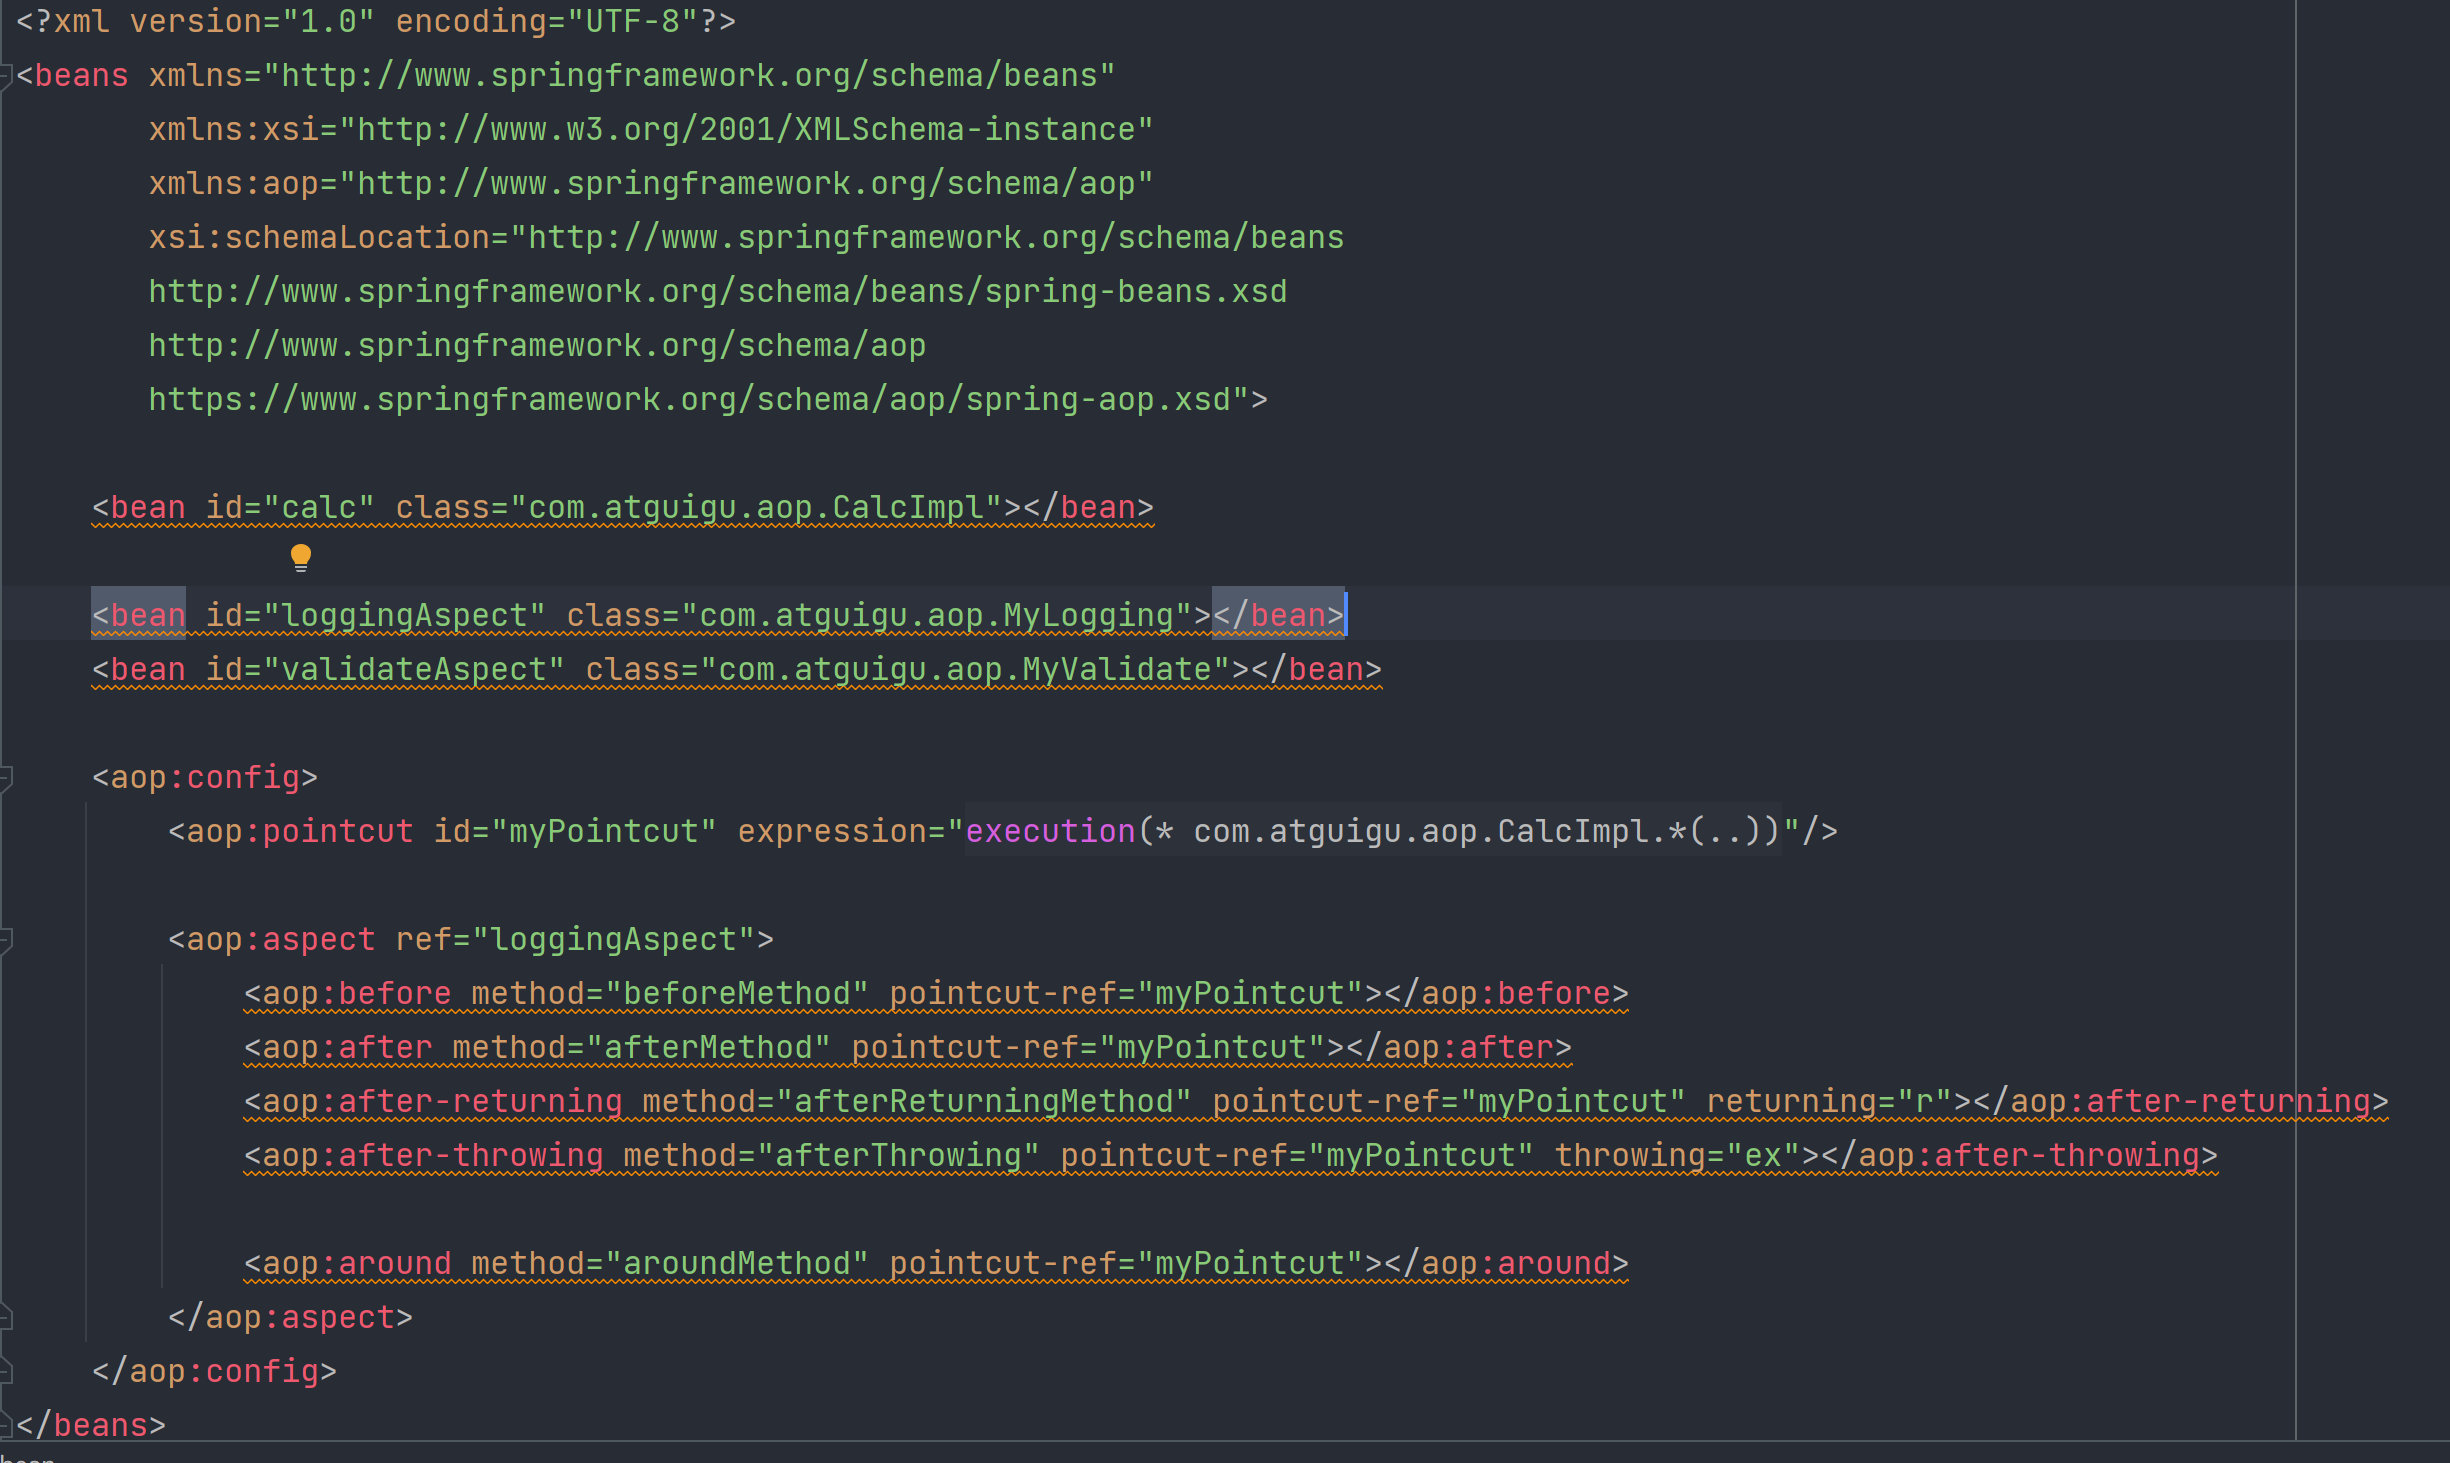 <?xml version="1.0" encoding="UTF-8"?>
<beans xmlns="http://www.springframework.org/schema/beans"
       xmlns:xsi="http://www.w3.org/2001/XMLSchema-instance"
       xmlns:aop="http://www.springframework.org/schema/aop"
       xsi:schemaLocation="http://www.springframework.org/schema/beans
       http://www.springframework.org/schema/beans/spring-beans.xsd
       http://www.springframework.org/schema/aop
       https://www.springframework.org/schema/aop/spring-aop.xsd">
    <bean id="calc" class="com.atguigu.aop.CalcImpl"></bean>
    <bean id="loggingAspect" class="com.atguigu.aop.MyLogging"></bean>
    <bean id="validateAspect" class="com.atguigu.aop.MyValidate"></bean>
    <aop:config>
        <aop:pointcut id="myPointcut" expression="execution(* com.atguigu.aop.CalcImpl.*(..))"/>
        <aop:aspect ref="loggingAspect">
            <aop:before method="beforeMethod" pointcut-ref="myPointcut"></aop:before>
            <aop:after method="afterMethod" pointcut-ref="myPointcut"></aop:after>
            <aop:after-returning method="afterReturningMethod" pointcut-ref="myPointcut" returning="r"></aop:after-returning>
            <aop:after-throwing method="afterThrowing" pointcut-ref="myPointcut" throwing="ex"></aop:after-throwing>
            <aop:around method="aroundMethod" pointcut-ref="myPointcut"></aop:around>
        </aop:aspect>
    </aop:config>
</beans>